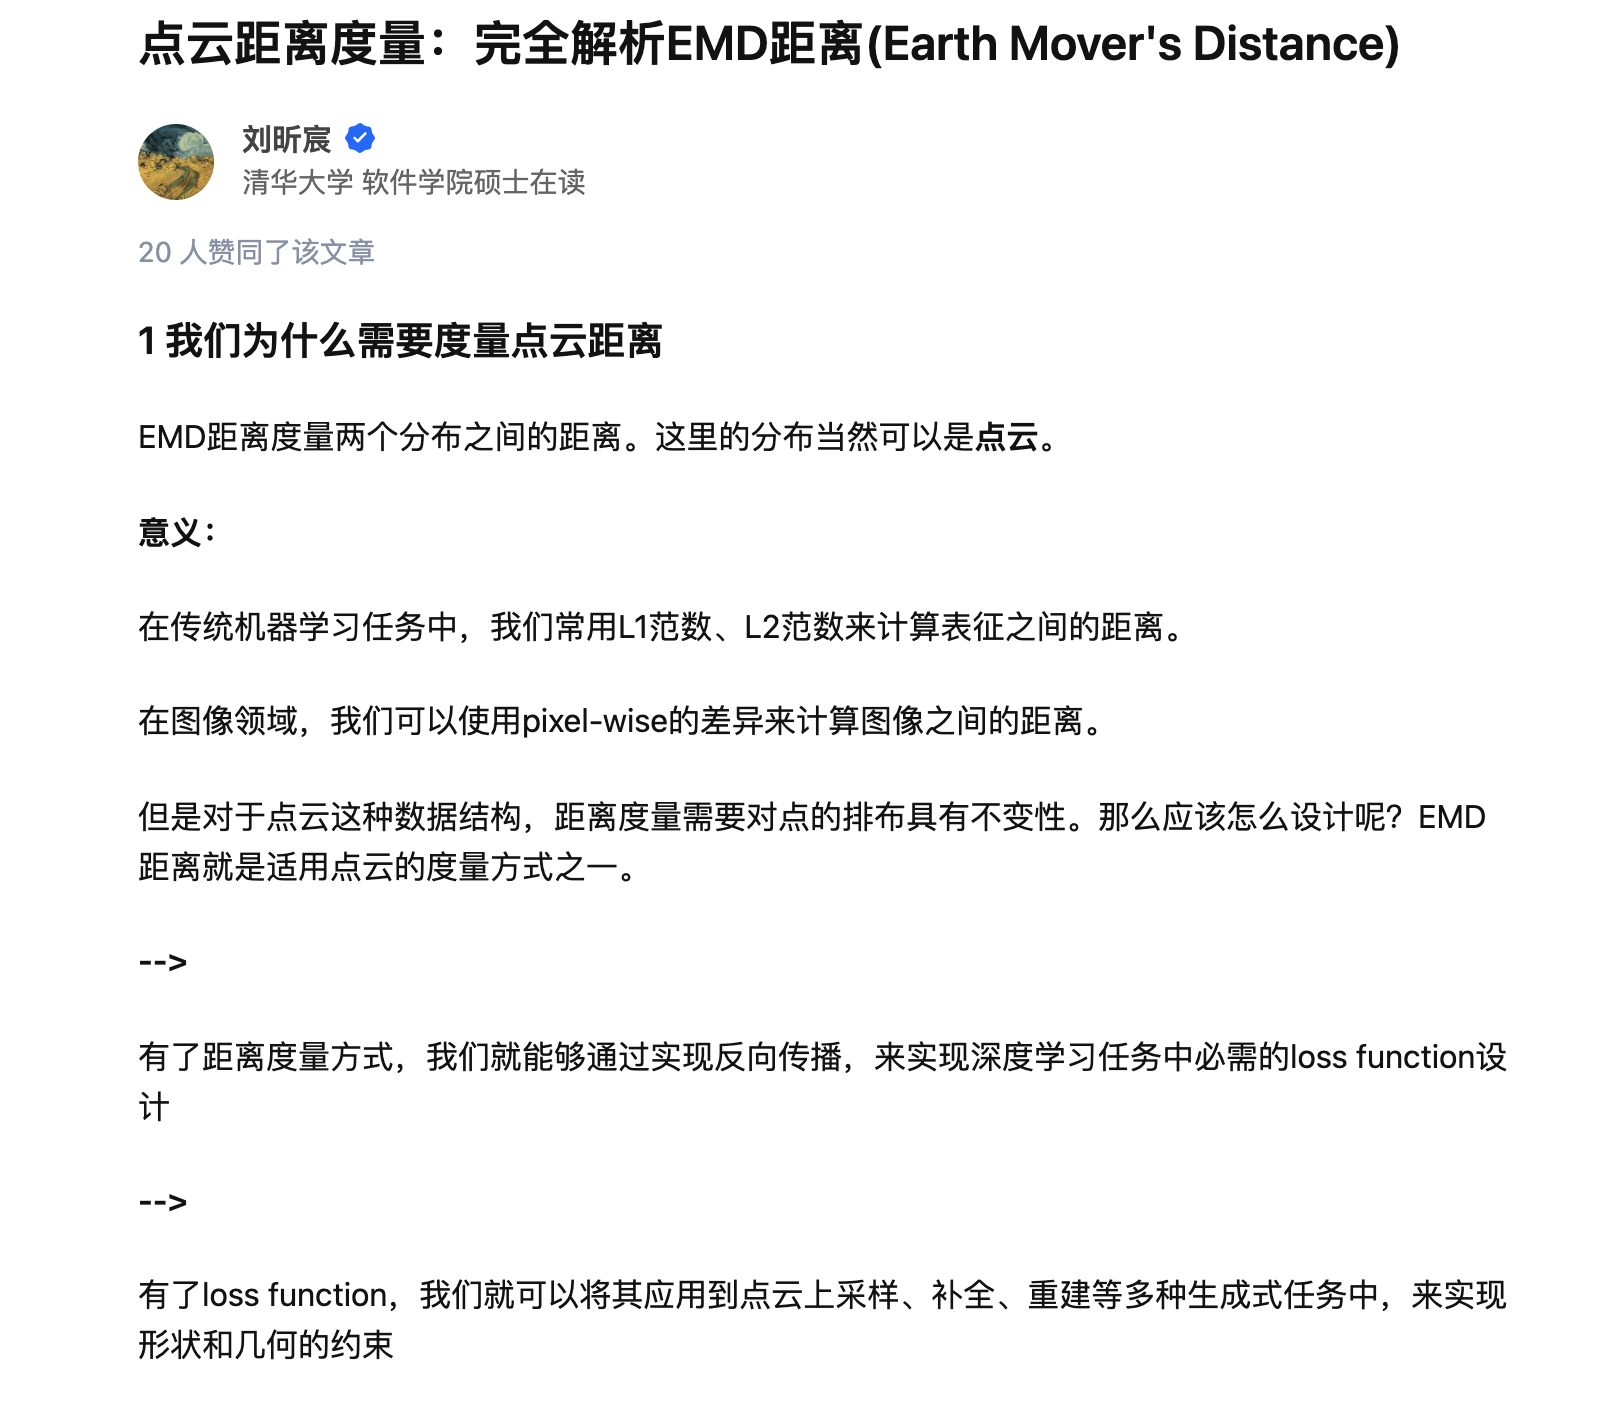 点云距离度量：完全解析EMD距离(Earth Mover's Distance)
刘昕宸
清华大学 软件学院硕士在读
20 人赞同了该文章
1 我们为什么需要度量点云距离
EMD距离度量两个分布之间的距离。这里的分布当然可以是点云。
意义：
在传统机器学习任务中，我们常用L1范数、L2范数来计算表征之间的距离。
在图像领域，我们可以使用pixel-wise的差异来计算图像之间的距离。
但是对于点云这种数据结构，距离度量需要对点的排布具有不变性。那么应该怎么设计呢？EMD
距离就是适用点云的度量方式之一。
-->
有了距离度量方式，我们就能够通过实现反向传播，来实现深度学习任务中必需的loss function设
计
-->
有了loss function，我们就可以将其应用到点云上采样、补全、重建等多种生成式任务中，来实现
形状和几何的约束